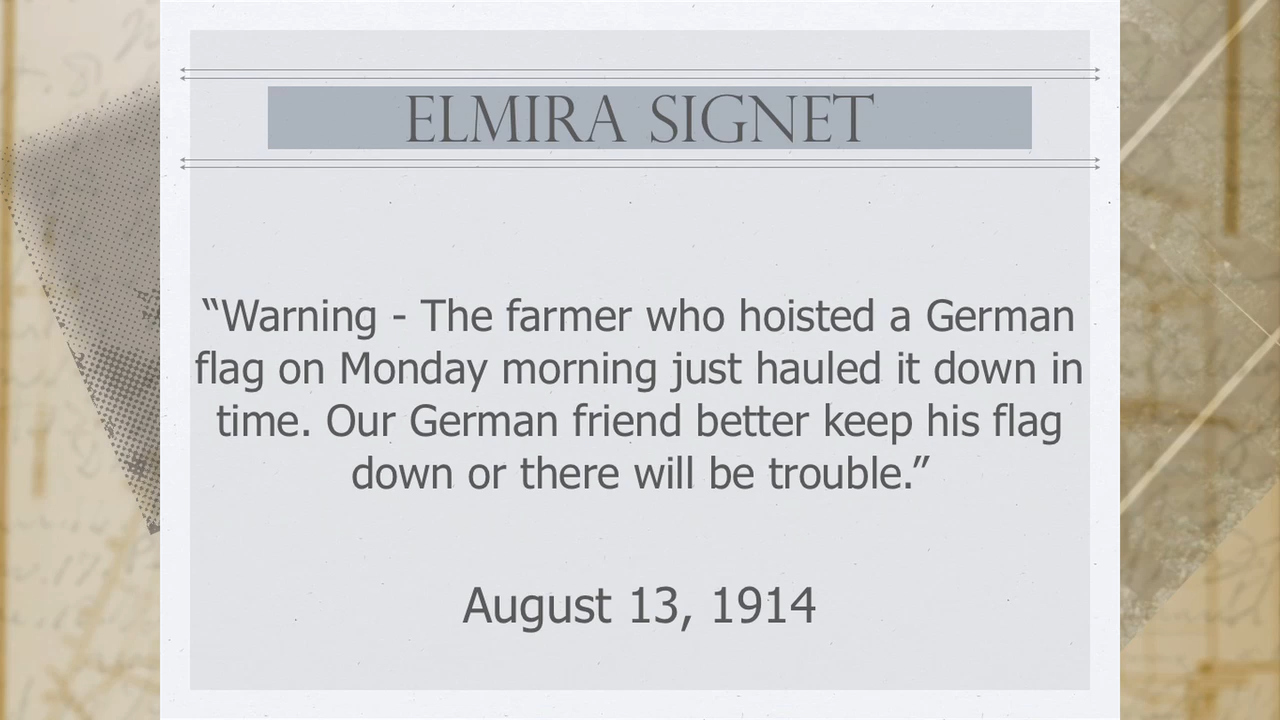 ELMIRA SIGNET
“Warning - The farmer who hoisted a German
flag on Monday morning just hauled it down in
time. Our German friend better keep his flag
down or there will be trouble.”
August 13, 1914